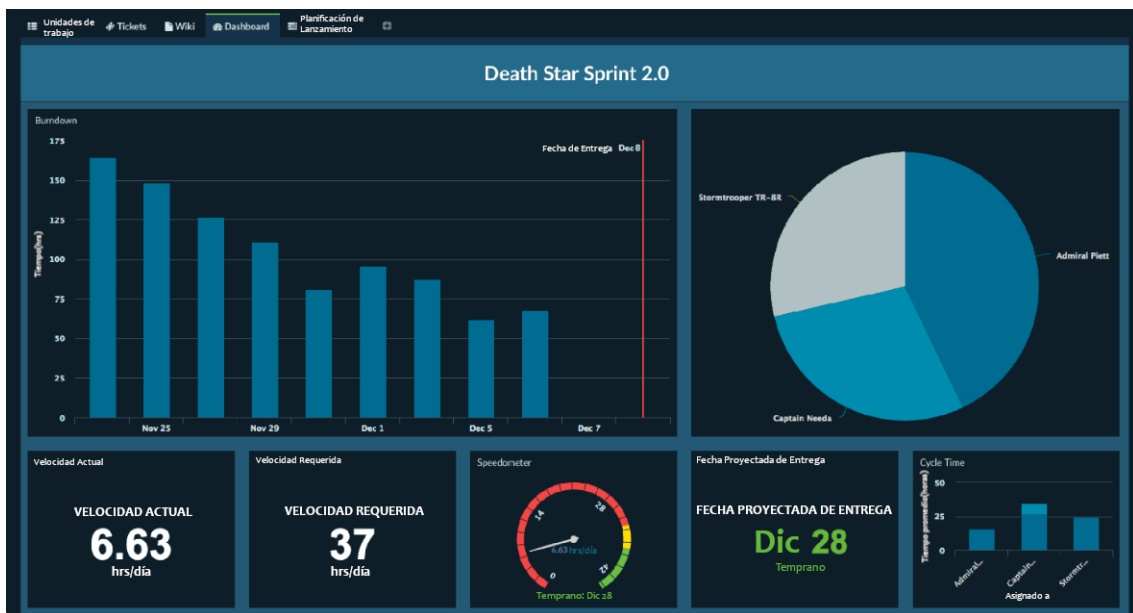 Unidades de trabajo
Tickets
Wiki
Dashboard
Planificación de Lanzamiento
Death Star Sprint 2.0
Burndown
175
150
125
100
75
50
25
0
Tiempo(hrs)
Fecha de Entrega Dec 8
Nov 25
Nov 29
Dec 1
Dec 5
Dec 7
Stormtrooper TR-8R
Admiral Piett
Captain Needa
Velocidad Actual
VELOCIDAD ACTUAL
6.63
hrs/día
Velocidad Requerida
VELOCIDAD REQUERIDA
37
hrs/día
Speedometer
14
28
0
42
6.63 hrs/día
Temprano: Dic 28
Fecha Proyectada de Entrega
FECHA PROYECTADA DE ENTREGA
Dic 28
Temprano
Cycle Time
Tiempo promedio(horas)
50
25
0
Admiral...
Captain...
Stormtr...
Asignado a